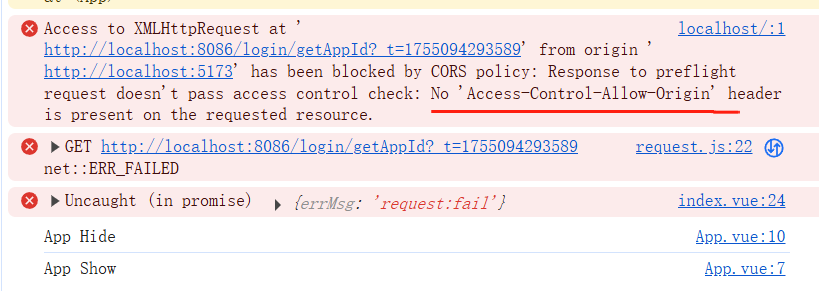 Access to XMLHttpRequest at ' localhost/:1
http://localhost:8086/login/getAppId?_t=1755094293589' from origin '
http://localhost:5173' has been blocked by CORS policy: Response to preflight
request doesn't pass access control check: No 'Access-Control-Allow-Origin' header
is present on the requested resource.
GET http://localhost:8086/login/getAppId?_t=1755094293589 request.js:22
net::ERR_FAILED
Uncaught (in promise) {errMsg: 'request:fail'} index.vue:24
App Hide App.vue:10
App Show App.vue:7